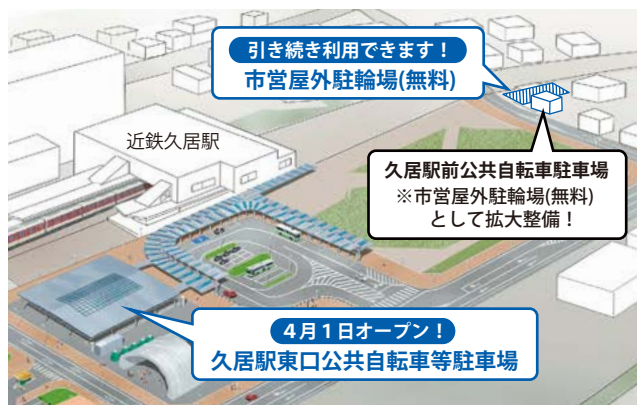 引き続き利用できます！
市営屋外駐輪場(無料)
近鉄久居駅
久居駅前公共自転車駐車場
※市営屋外駐輪場(無料)
として拡大整備！
４月１日オープン！
久居駅東口公共自転車等駐車場